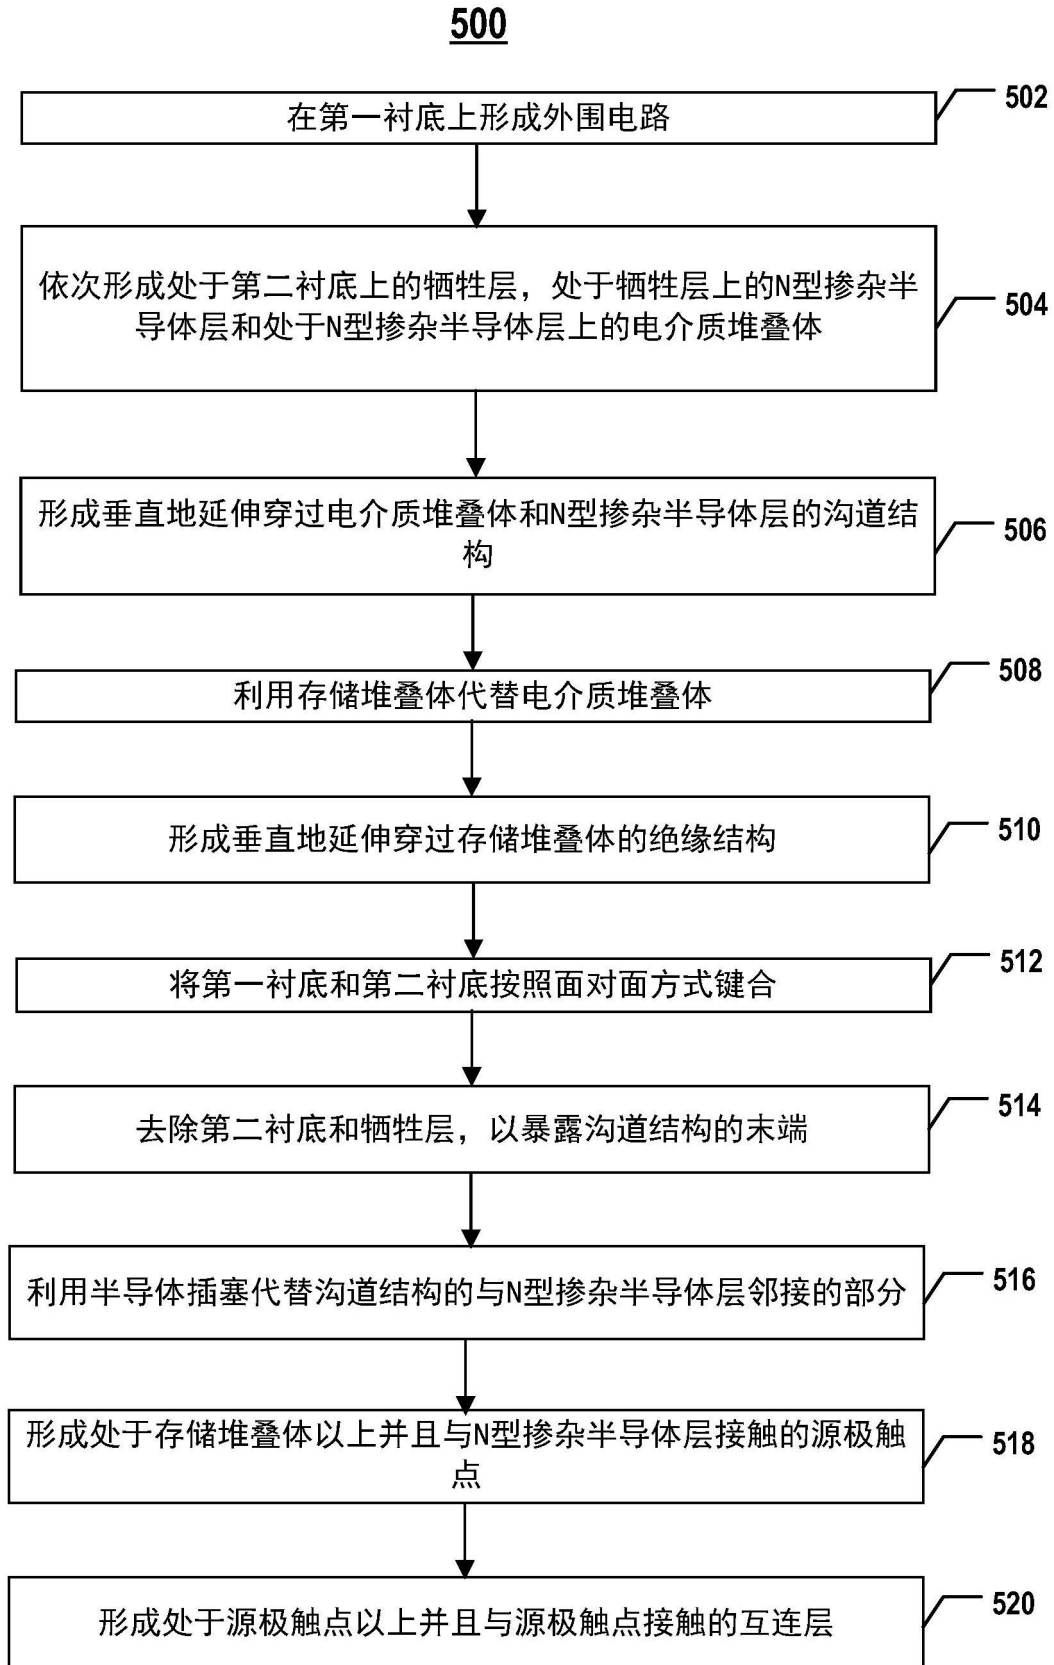 500
在第一衬底上形成外围电路
502
依次形成处于第二衬底上的牺牲层，处于牺牲层上的N型掺杂半
导体层和处于N型掺杂半导体层上的电介质堆叠体
504
形成垂直地延伸穿过电介质堆叠体和N型掺杂半导体层的沟道结
构
506
利用存储堆叠体代替电介质堆叠体
508
形成垂直地延伸穿过存储堆叠体的绝缘结构
510
将第一衬底和第二衬底按照面对面方式键合
512
去除第二衬底和牺牲层，以暴露沟道结构的末端
514
利用半导体插塞代替沟道结构的与N型掺杂半导体层邻接的部分
516
形成处于存储堆叠体以上并且与N型掺杂半导体层接触的源极触
点
518
形成处于源极触点以上并且与源极触点接触的互连层
520